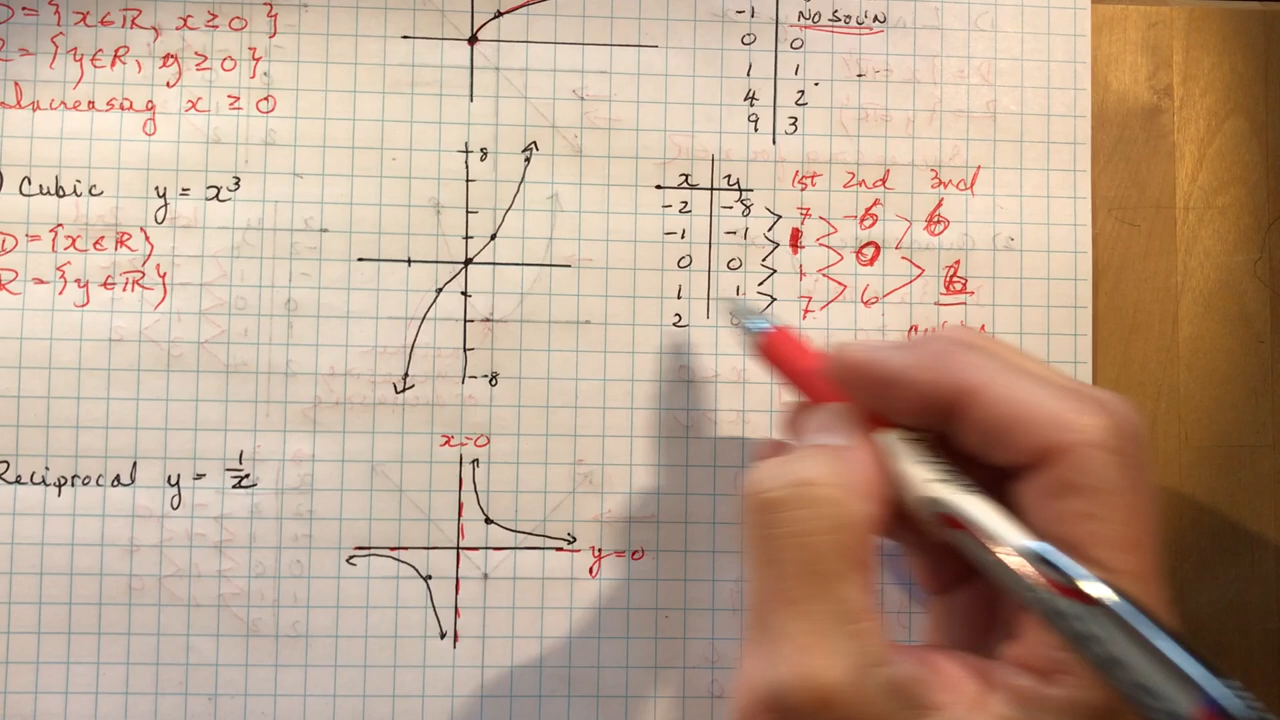 D = {x∈R, x ≥ 0}
R = {y∈R, y ≥ 0}
Increasing x ≥ 0
-1 NO SOL'N
0 0
1 1
4 2
9 3
Cubic y = x³
D = {x∈R}
R = {y∈R}
8
-8
x y 1st 2nd 3rd
-2 -8
7 -6 6
-1 -1
1 0
0 0
1 6
1 1
7 6
2 8
Reciprocal y = 1/x
x=0
y=0